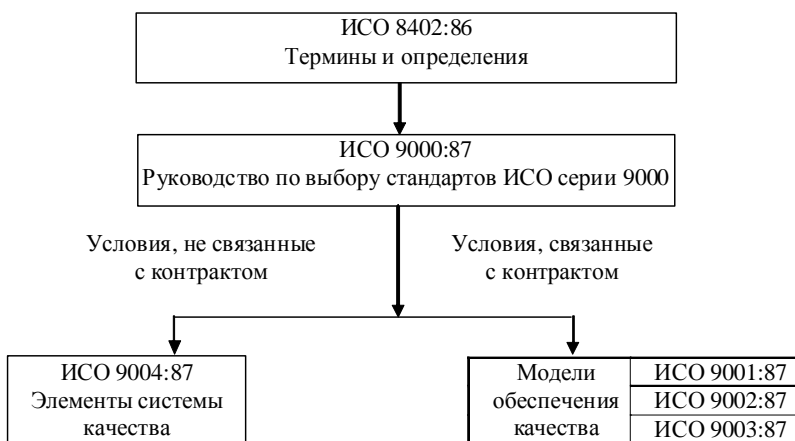 ИСО 8402:86
Термины и определения
ИСО 9000:87
Руководство по выбору стандартов ИСО серии 9000
Условия, не связанные
с контрактом
Условия, связанные
с контрактом
ИСО 9004:87
Элементы системы
качества
Модели
обеспечения
качества
ИСО 9001:87
ИСО 9002:87
ИСО 9003:87